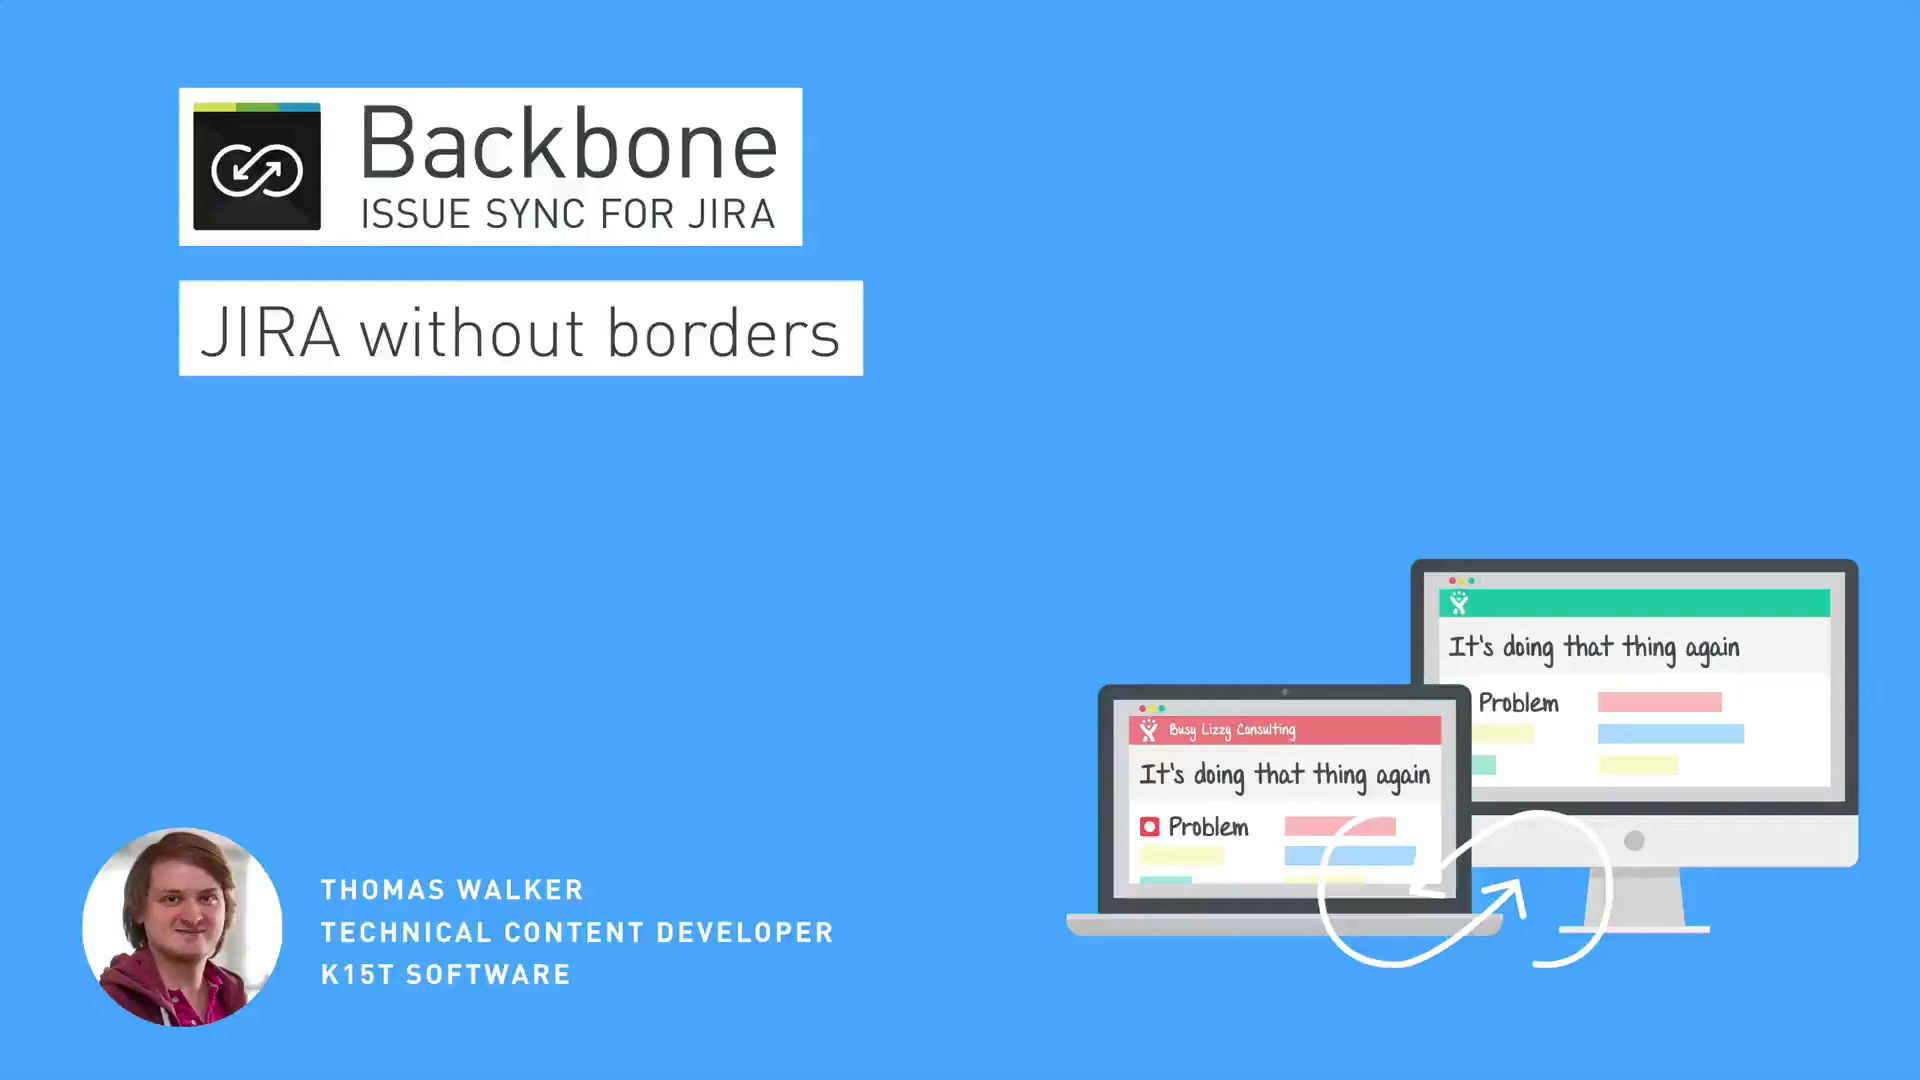 Backbone
ISSUE SYNC FOR JIRA
JIRA without borders
It's doing that thing again
Problem
Busy Lizzy Consulting
It's doing that thing again
Problem
THOMAS WALKER
TECHNICAL CONTENT DEVELOPER
K15T SOFTWARE